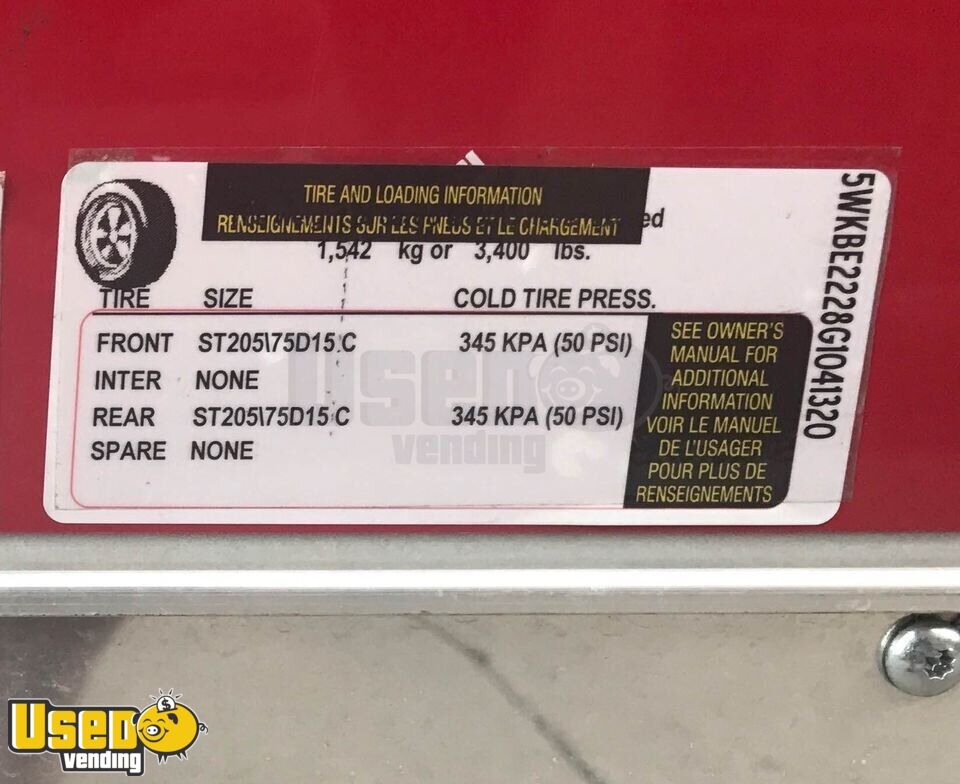 TIRE AND LOADING INFORMATION
RENSEIGNEMENTS SUR LES PNEUS ET LE CHARGEMENT
ed
1,542 kg or 3,400 lbs.
TIRE SIZE COLD TIRE PRESS.
FRONT ST205\75D15 C 345 KPA (50 PSI)
INTER NONE
REAR ST205\75D15 C 345 KPA (50 PSI)
SPARE NONE
SEE OWNER'S
MANUAL FOR
ADDITIONAL
INFORMATION
VOIR LE MANUEL
DE L'USAGER
POUR PLUS DE
RENSEIGNEMENTS
5WKBE2228G1041320
Used
vending
Used
vending